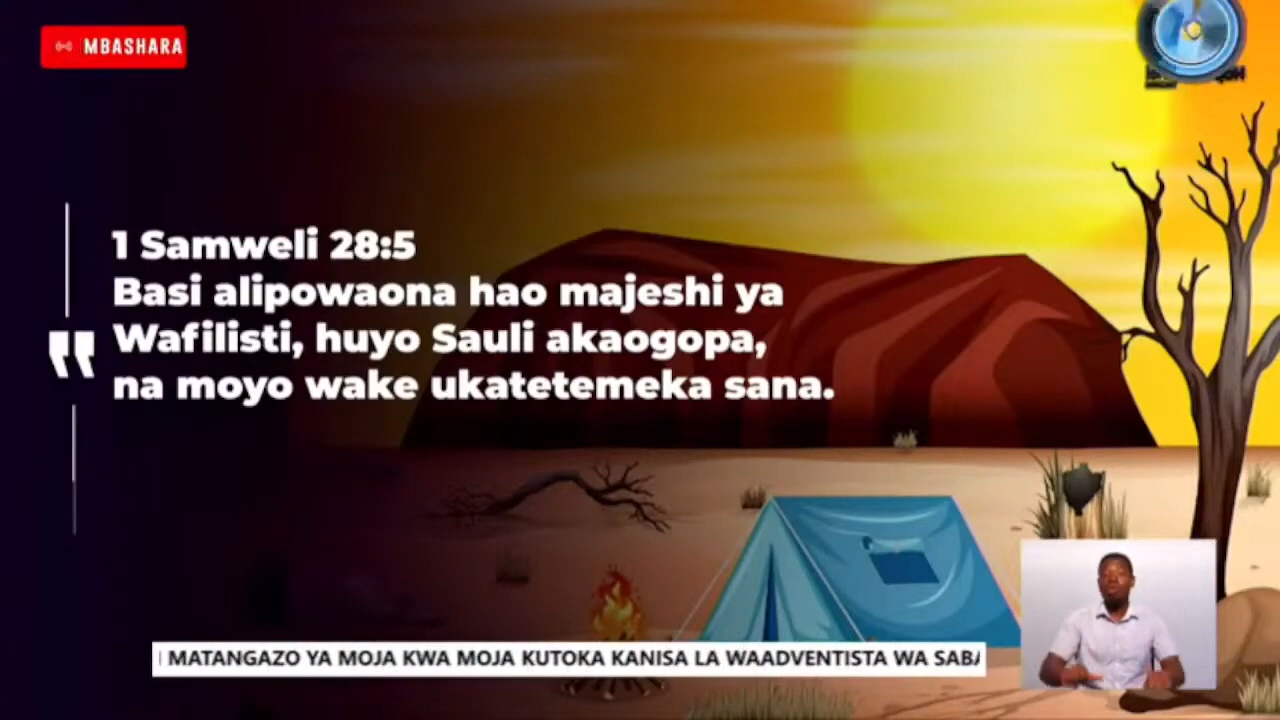 MBASHARA
1 Samweli 28:5
Basi alipowaona hao majeshi ya
Wafilisti, huyo Sauli akaogopa,
na moyo wake ukatetemeka sana.
MATANGAZO YA MOJA KWA MOJA KUTOKA KANISA LA WAADVENTISTA WA